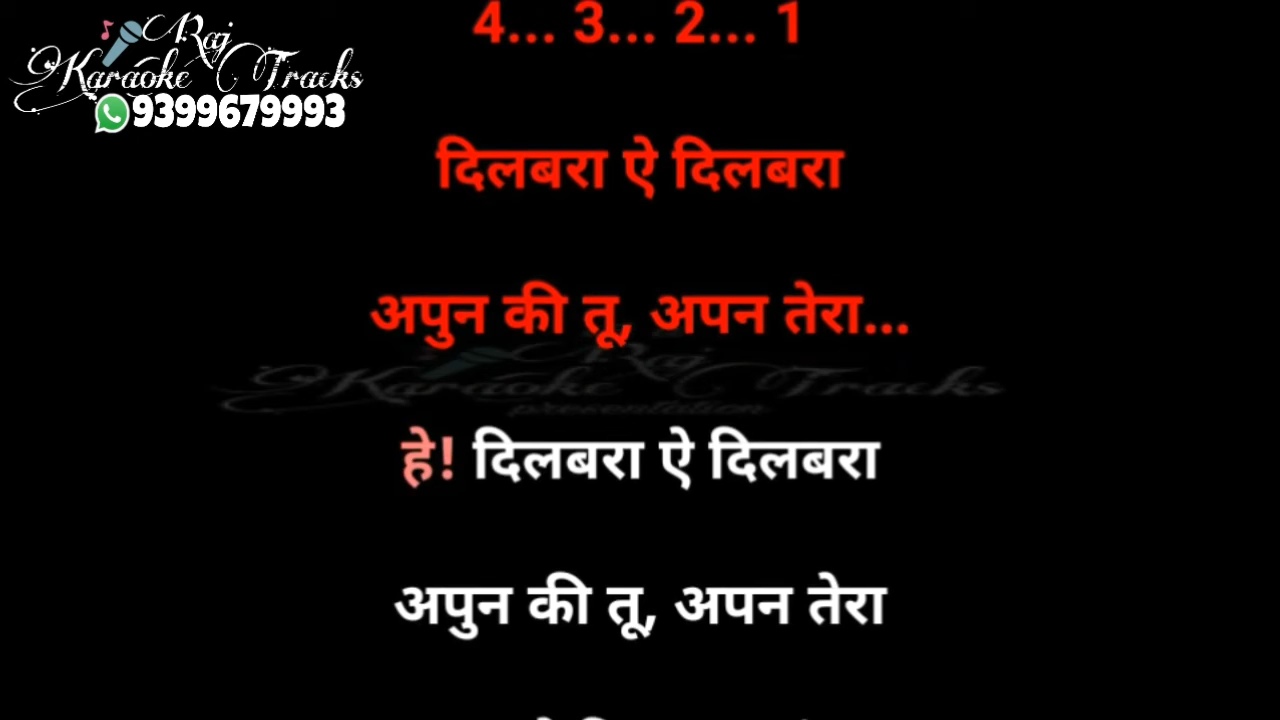 4... 3... 2... 1
Raj
Karaoke Tracks
9399679993
दिलबरा ऐ दिलबरा
अपुन की तू, अपन तेरा...
Raj
Karaoke Tracks
presentation
हे! दिलबरा ऐ दिलबरा
अपुन की तू, अपन तेरा